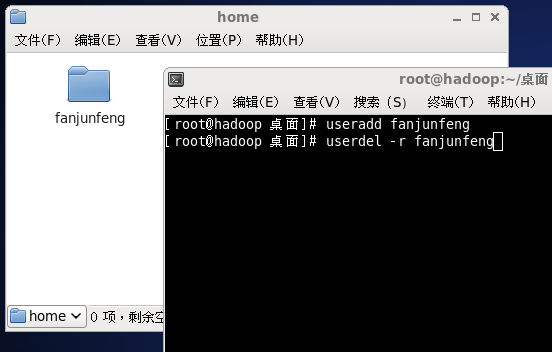 home
文件(F) 编辑(E) 查看(V) 位置(P) 帮助(H)
fanjunfeng
root@hadoop:~/桌面
文件(F) 编辑(E) 查看(V) 搜索 (S) 终端(T) 帮助(H)
[root@hadoop 桌面]# useradd fanjunfeng
[root@hadoop 桌面]# userdel -r fanjunfeng
home 0 项，剩余空